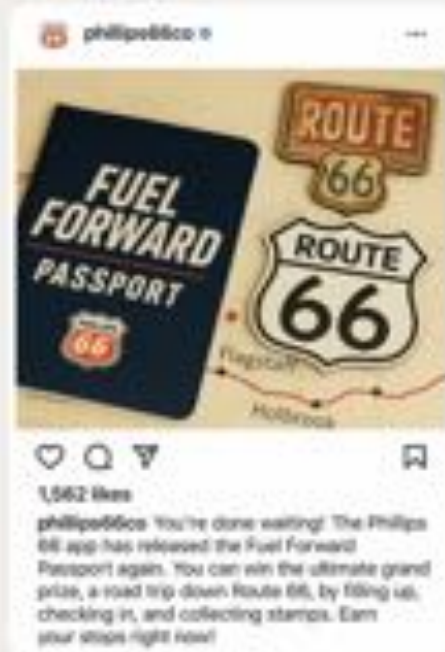 phillips66co
FUEL
FORWARD
PASSPORT
66
ROUTE
66
ROUTE
66
Flagstaff
Holbrook
1,562 likes
phillips66co You're done waiting! The Phillips
66 app has released the Fuel Forward
Passport again. You can win the ultimate grand
prize, a road trip down Route 66, by filling up,
checking in, and collecting stamps. Earn
your stops right now!